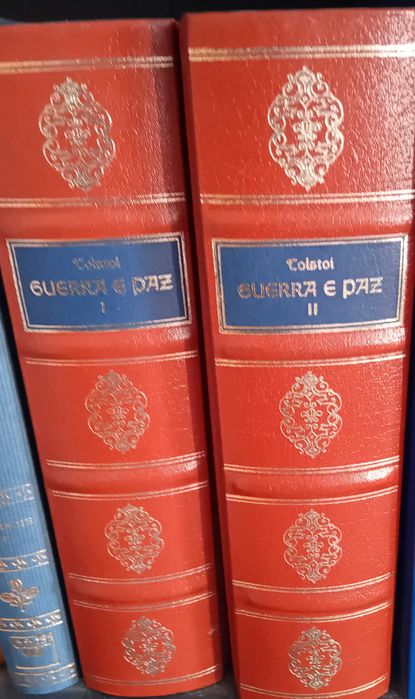 Tolstoi
GUERRA E PAZ
I
Tolstoi
GUERRA E PAZ
II